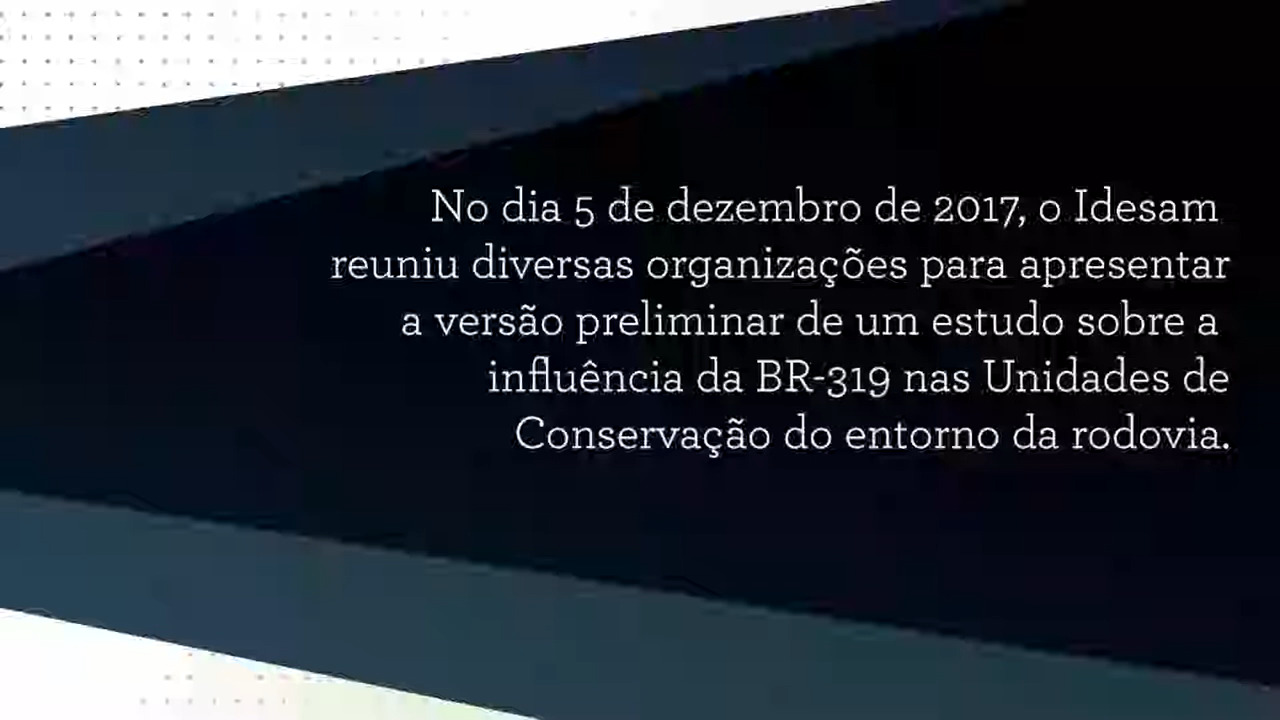 No dia 5 de dezembro de 2017, o Idesam
reuniu diversas organizações para apresentar
a versão preliminar de um estudo sobre a
influência da BR-319 nas Unidades de
Conservação do entorno da rodovia.